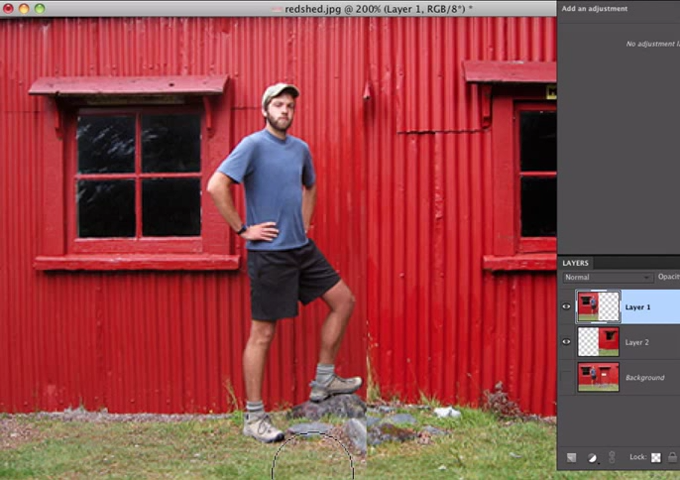 redshed.jpg @ 200% (Layer 1, RGB/8*) *
Add an adjustment
No adjustment
LAYERS
Normal
Opacit
Layer 1
Layer 2
Background
Lock: